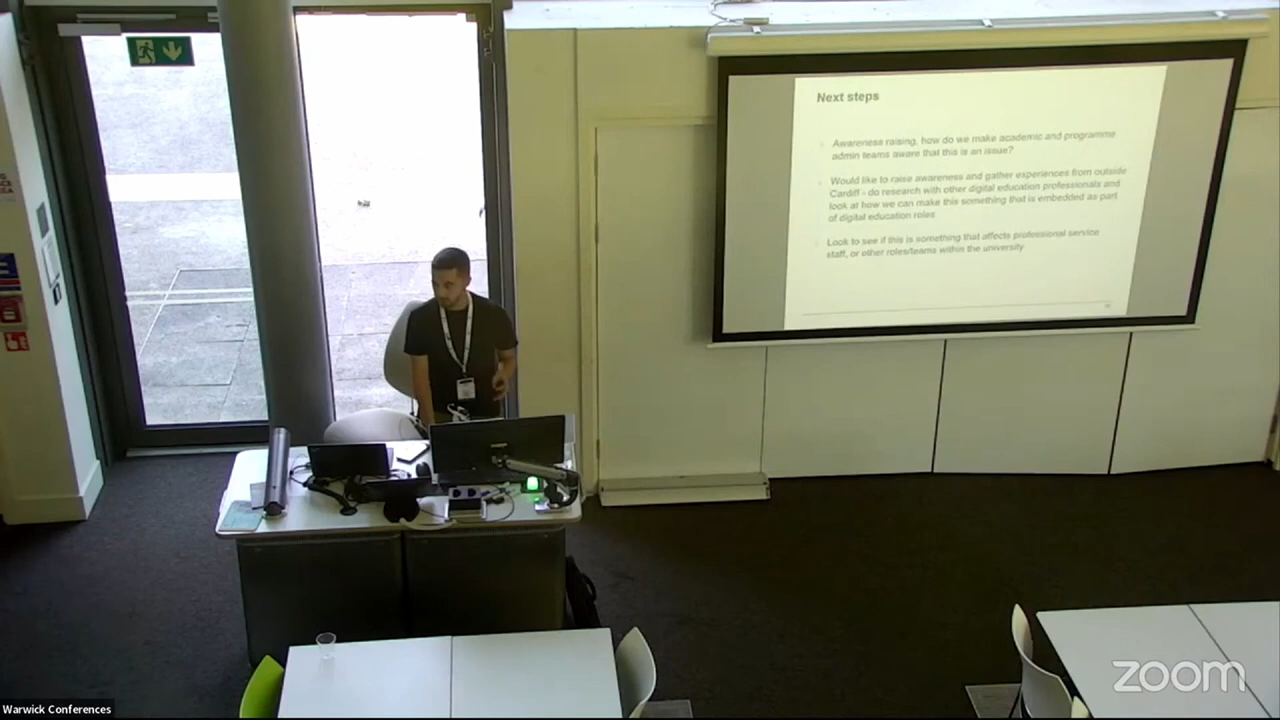 Next steps
Awareness raising, how do we make academic and programme
admin teams aware that this is an issue?
Would like to raise awareness and gather experiences from outside
Cardiff - do research with other digital education professionals and
look at how we can make this something that is embedded as part
of digital education roles
Look to see if this is something that affects professional service
staff, or other roles/teams within the university
zoom
Warwick Conferences